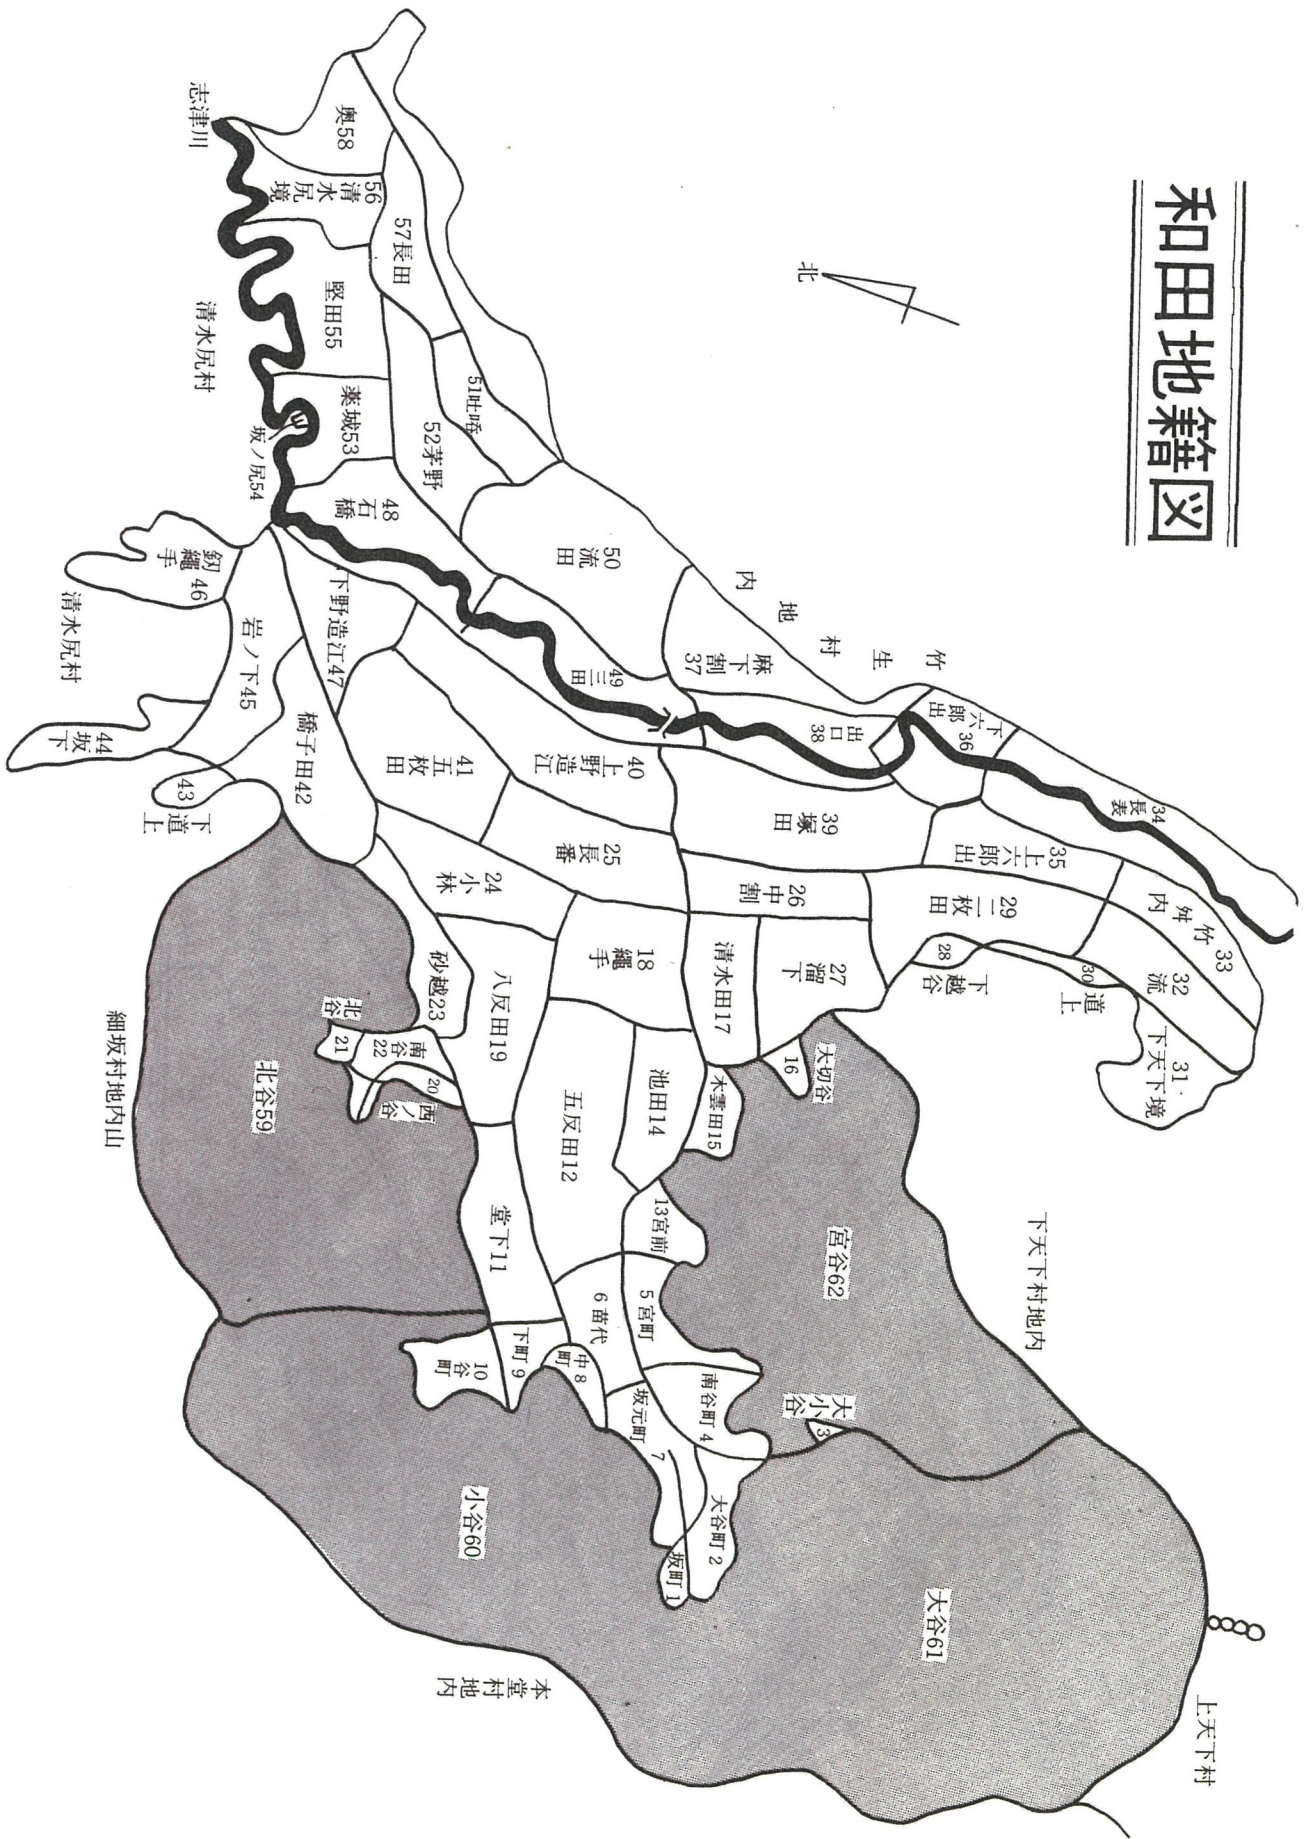 和田地籍図
北
志津川
清水尻村
清水尻村
細坂村地内山
本堂村地内
上天下村
下天下村地内
竹生村地内
坂町1
大谷町2
大小谷3
南谷町4
5宮町
6苗代
坂元町7
中町8
下町9
谷町10
堂下11
五反田12
13宮前
池田14
木雲田15
大切谷16
清水田17
18繩手
八反田19
西ノ谷20
北谷21
南谷22
砂越23
24小林
25長番
26中割
27溜下
28下越谷
29二枚田
30道上
31下天下境
32流
33竹舛内
34長表
35上六郎出
下六郎出36
麻下割37
出口38
39塚田
40上野造江
41五枚田
橋子田42
43下道上
44坂下
岩ノ下45
釼繩手46
下野造江47
48石橋
49三田
50流田
51吐唪
52茅野
薬城53
坂ノ尻54
堅田55
56清水尻境
57長田
奥58
北谷59
小谷60
大谷61
宮谷62